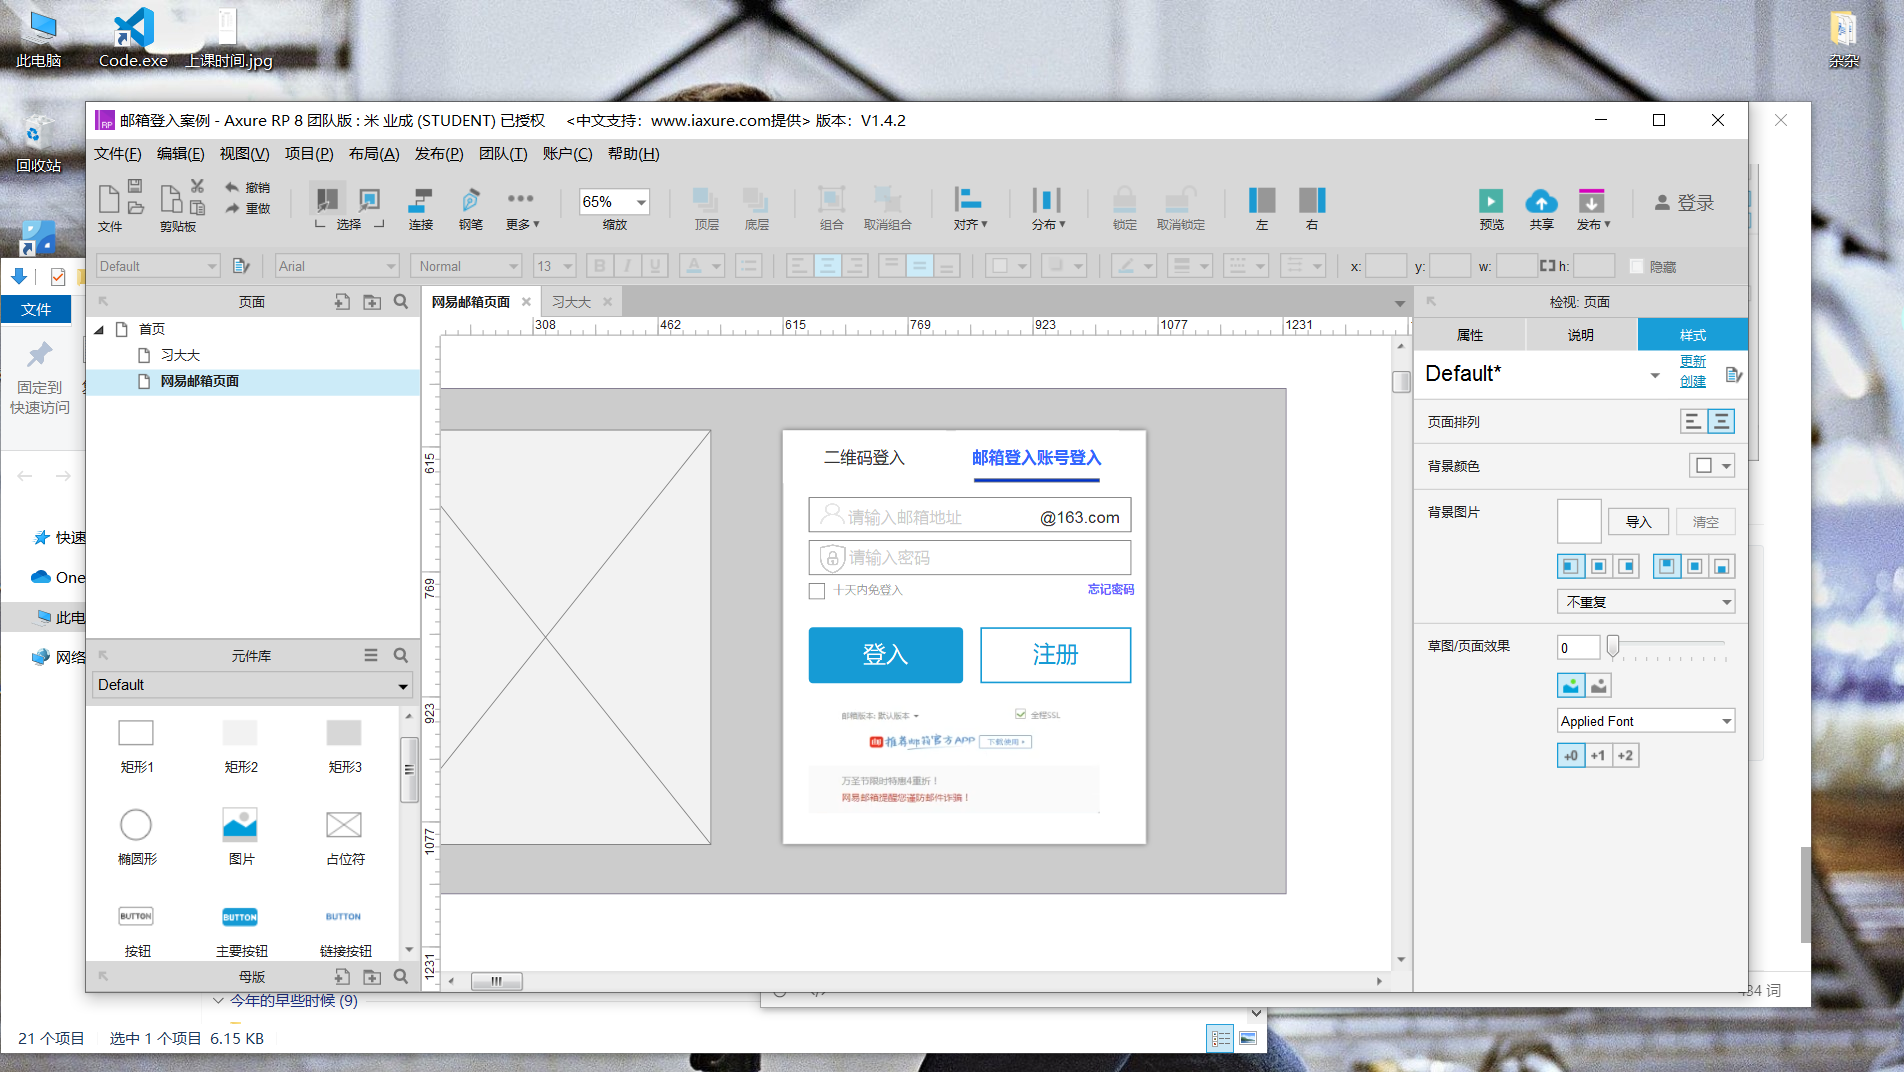 此电脑
Code.exe
上课时间.jpg
杂杂
回收站
邮箱登入案例 - Axure RP 8 团队版 : 米 业成 (STUDENT) 已授权    <中文支持：www.iaxure.com提供> 版本：V1.4.2
文件(F) 编辑(E) 视图(V) 项目(P) 布局(A) 发布(P) 团队(T) 账户(C) 帮助(H)
撤销
重做
文件 剪贴板 选择 连接 钢笔 更多 65% 缩放 顶层 底层 组合 取消组合 对齐 分布 锁定 取消锁定 左 右 预览 共享 发布 登录
Default Arial Normal 13 B I U A x: y: w: h: 隐藏
文件
固定到
快速访问
快速
One
此电
网络
页面
首页
习大大
网易邮箱页面
元件库
Default
矩形1 矩形2 矩形3
椭圆形 图片 占位符
BUTTON BUTTON BUTTON
按钮 主要按钮 链接按钮
母版
网易邮箱页面 习大大
308 462 615 769 923 1077 1231
615
769
923
1077
1231
二维码登入 邮箱登入账号登入
请输入邮箱地址 @163.com
请输入密码
十天内免登入 忘记密码
登入 注册
邮箱版本: 默认版本 全程SSL
推荐邮箱官方APP 下载使用
万圣节限时特惠4重折！
网易邮箱提醒您谨防邮件诈骗！
检视: 页面
属性 说明 样式
Default* 更新
创建
页面排列
背景颜色
背景图片 导入 清空
不重复
草图/页面效果 0
Applied Font
+0 +1 +2
今年的早些时候 (9)
34 词
21 个项目 选中 1 个项目 6.15 KB